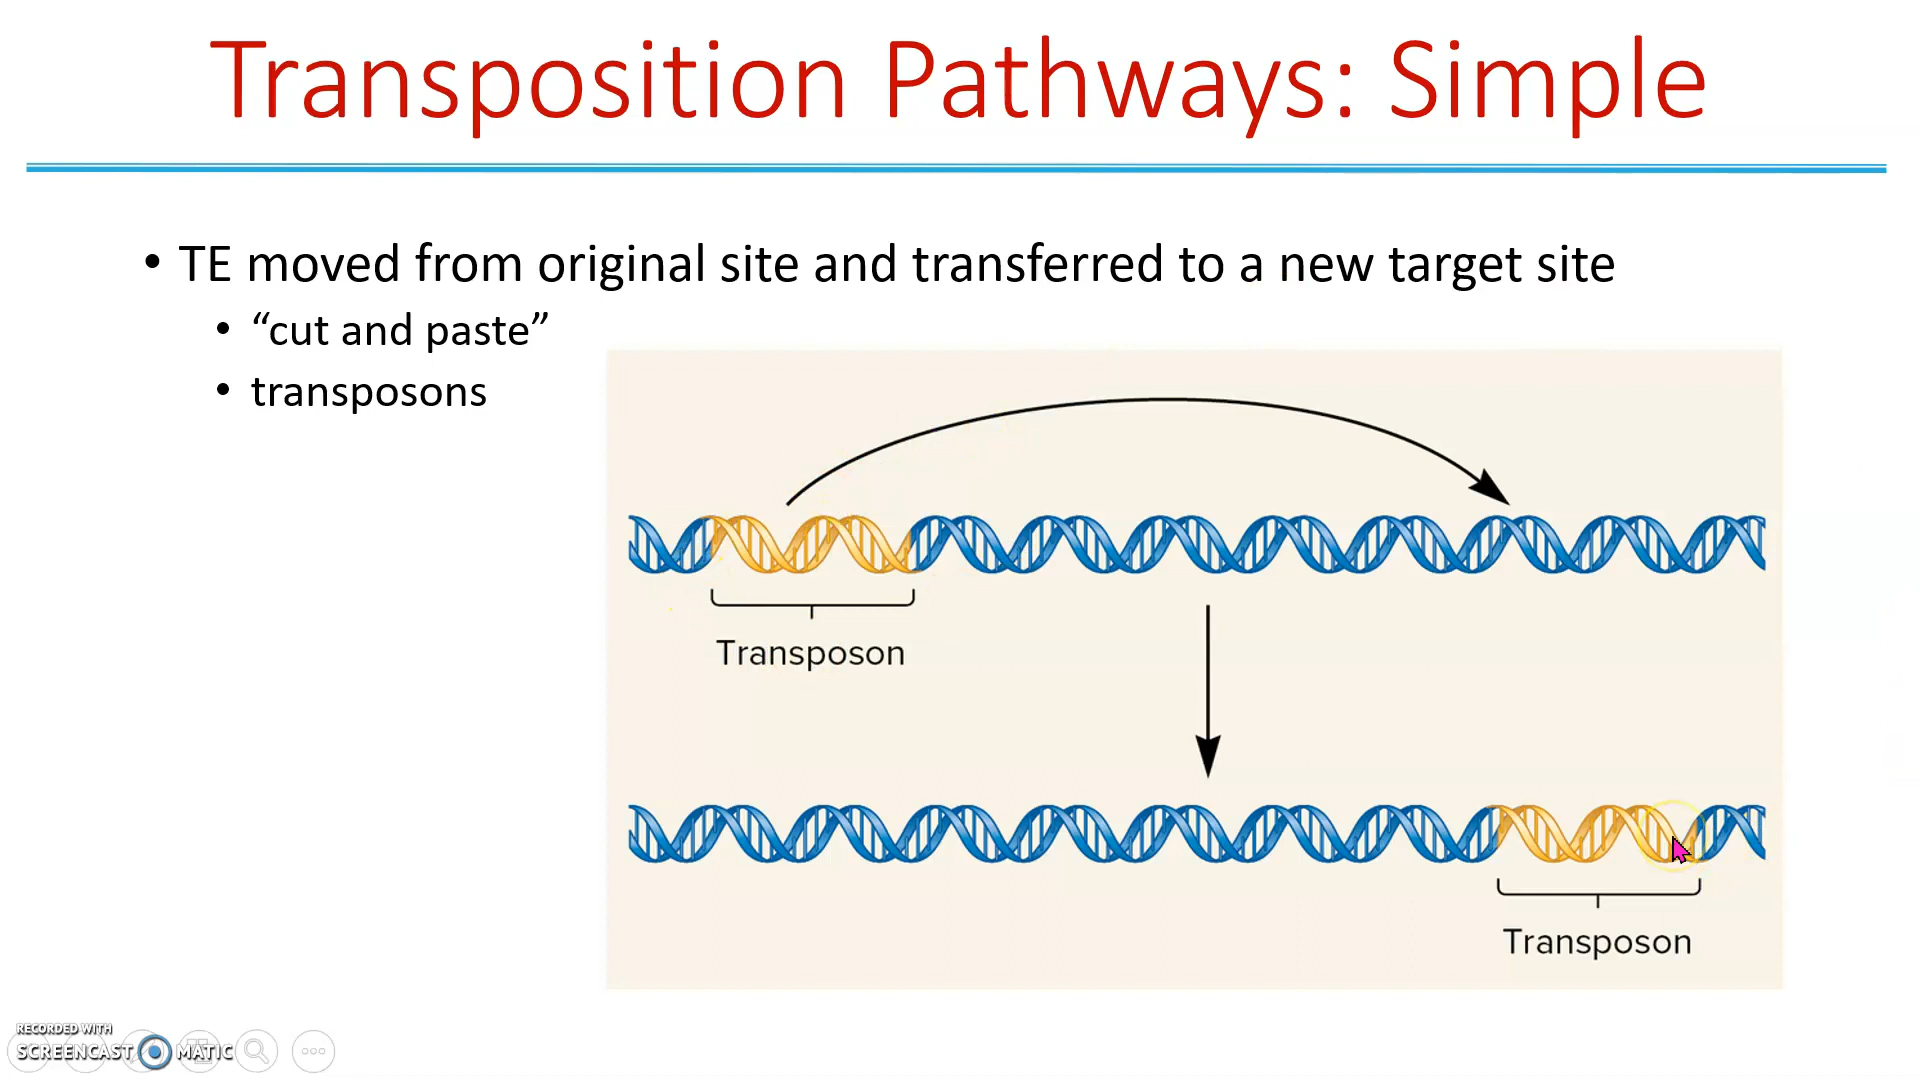 Transposition Pathways: Simple
• TE moved from original site and transferred to a new target site
• “cut and paste”
• transposons
Transposon
Transposon
RECORDED WITH
SCREENCAST MATIC